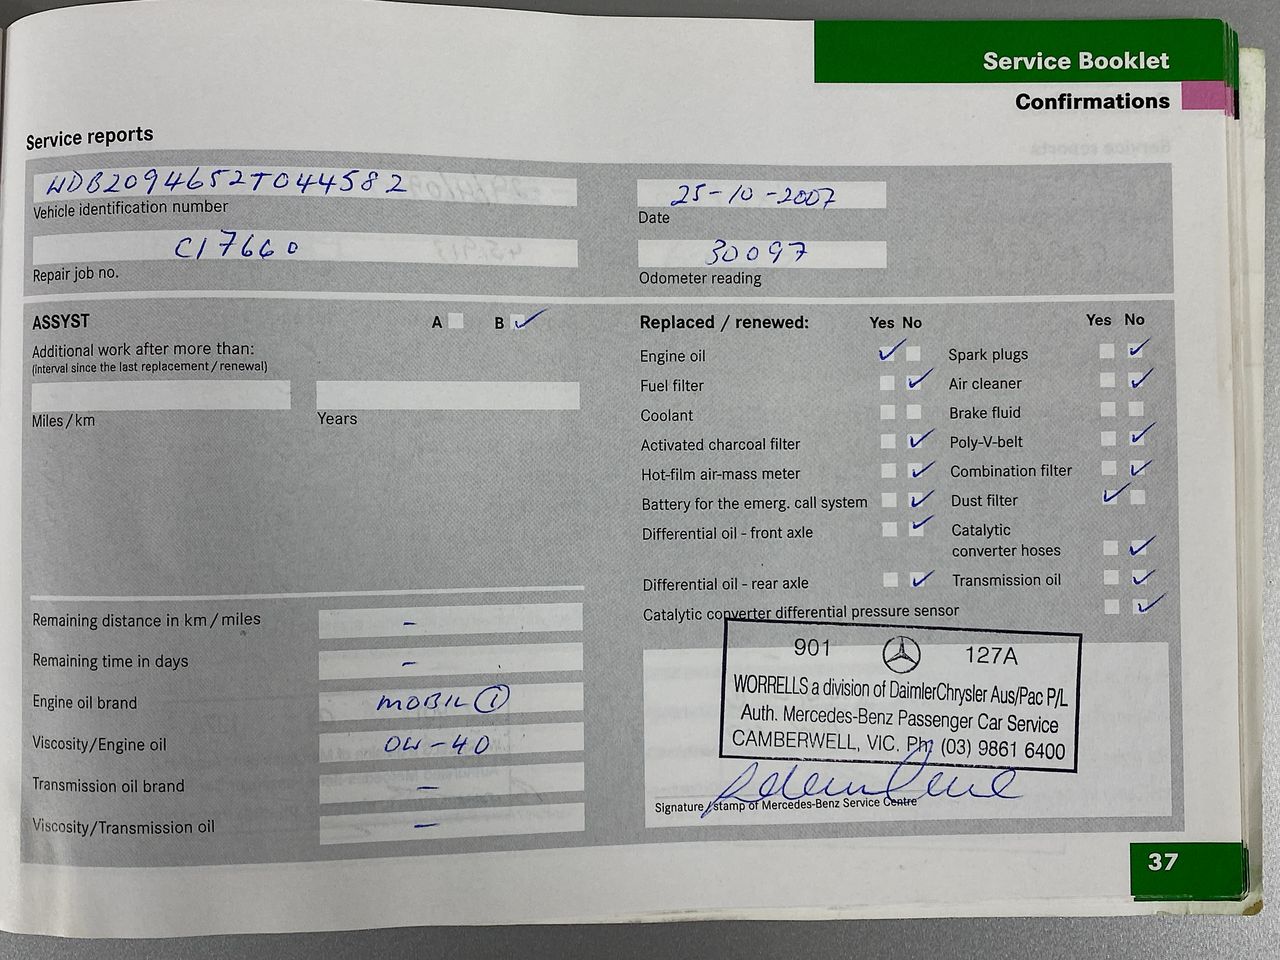 Service Booklet
Confirmations
Service reports
WDB2094652T044582
Vehicle identification number
25-10-2007
Date
C17660
Repair job no.
30097
Odometer reading
ASSYST A B ✓
Additional work after more than:
(interval since the last replacement / renewal)
Miles / km
Years
Replaced / renewed: Yes No
Engine oil ✓
Fuel filter ✓
Coolant
Activated charcoal filter ✓
Hot-film air-mass meter ✓
Battery for the emerg. call system ✓
Differential oil - front axle ✓
Differential oil - rear axle ✓
Catalytic converter differential pressure sensor ✓
Yes No
Spark plugs ✓
Air cleaner ✓
Brake fluid
Poly-V-belt ✓
Combination filter ✓
Dust filter ✓
Catalytic
converter hoses ✓
Transmission oil ✓
Remaining distance in km / miles –
Remaining time in days –
Engine oil brand MOBIL ①
Viscosity/Engine oil 0W-40
Transmission oil brand –
Viscosity/Transmission oil –
901 127A
WORRELLS a division of DaimlerChrysler Aus/Pac P/L
Auth. Mercedes-Benz Passenger Car Service
CAMBERWELL, VIC. Ph (03) 9861 6400
Signature / stamp of Mercedes-Benz Service Centre
37